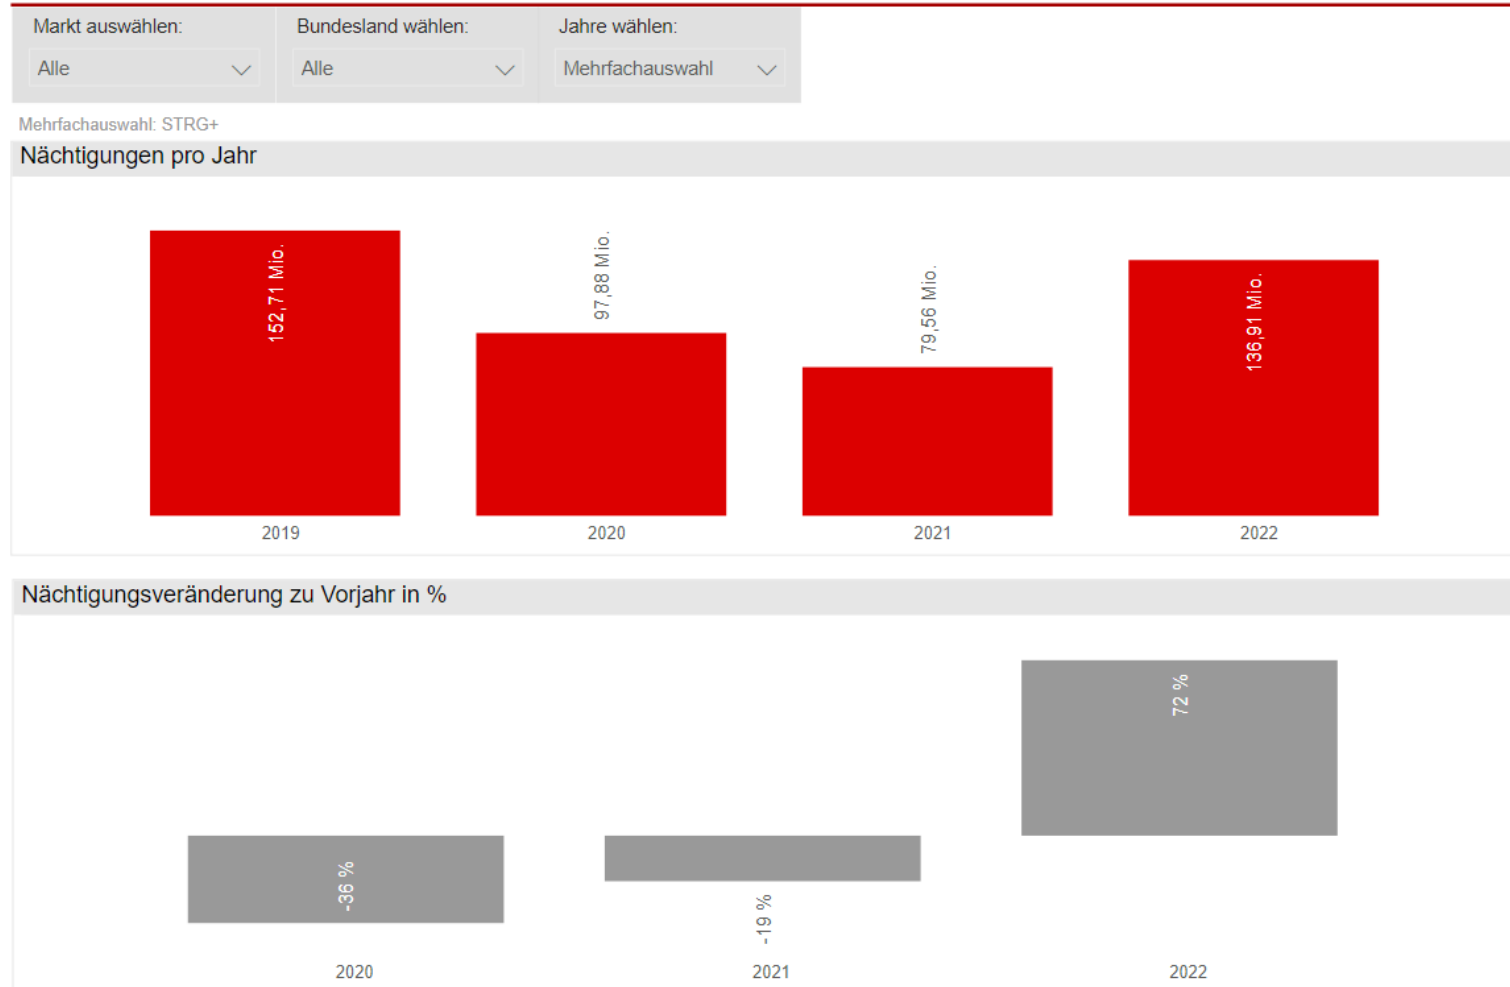 Markt auswählen: Bundesland wählen: Jahre wählen:
Alle Alle Mehrfachauswahl
Mehrfachauswahl: STRG+
Nächtigungen pro Jahr
152,71 Mio.
97,88 Mio.
79,56 Mio.
136,91 Mio.
2019 2020 2021 2022
Nächtigungsveränderung zu Vorjahr in %
-36 %
-19 %
72 %
2020 2021 2022